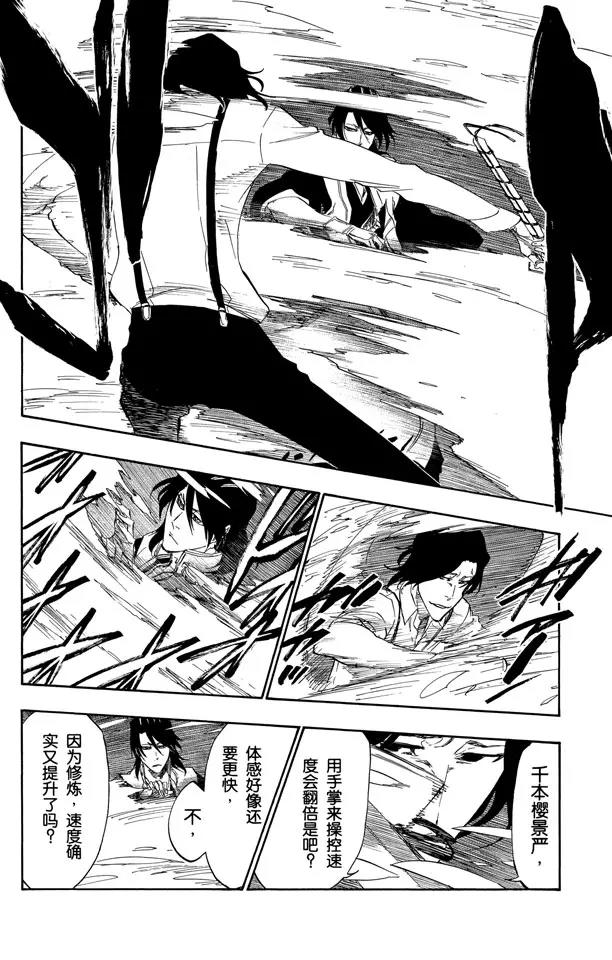 千本樱景严，
用手掌来操控速
度会翻倍是吧？
不，
体感好像还
要更快，
因为修炼，速度确
实又提升了吗？